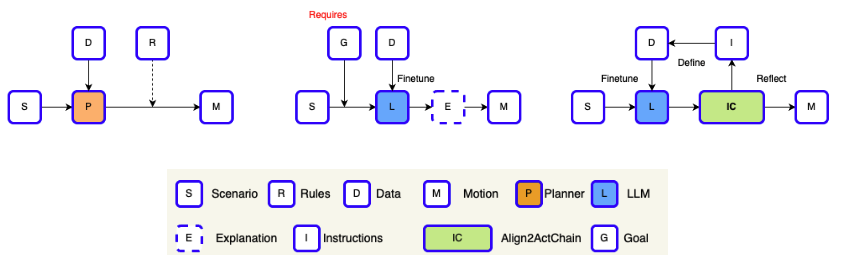 Requires
D R G D D I
Define
Finetune Finetune Reflect
S P M S L E M S L IC M
S Scenario R Rules D Data M Motion P Planner L LLM
E Explanation I Instructions IC Align2ActChain G Goal